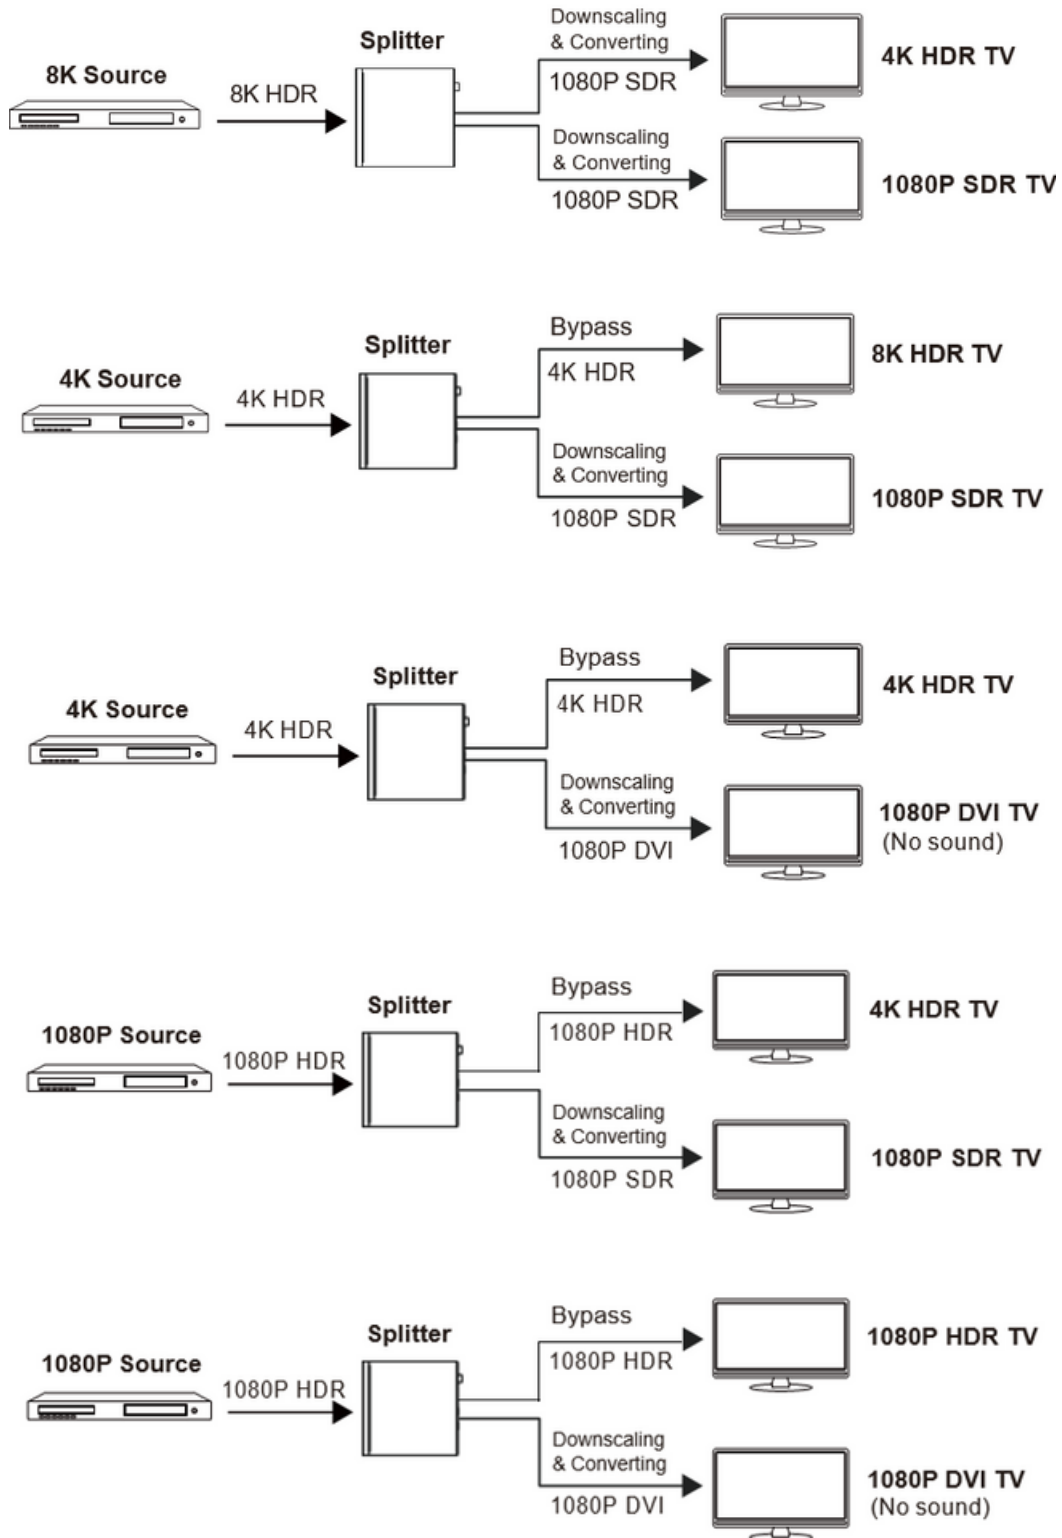 8K Source
8K HDR
Splitter
Downscaling
& Converting
1080P SDR
4K HDR TV
Downscaling
& Converting
1080P SDR
1080P SDR TV
4K Source
4K HDR
Splitter
Bypass
4K HDR
8K HDR TV
Downscaling
& Converting
1080P SDR
1080P SDR TV
4K Source
4K HDR
Splitter
Bypass
4K HDR
4K HDR TV
Downscaling
& Converting
1080P DVI
1080P DVI TV
(No sound)
1080P Source
1080P HDR
Splitter
Bypass
1080P HDR
4K HDR TV
Downscaling
& Converting
1080P SDR
1080P SDR TV
1080P Source
1080P HDR
Splitter
Bypass
1080P HDR
1080P HDR TV
Downscaling
& Converting
1080P DVI
1080P DVI TV
(No sound)